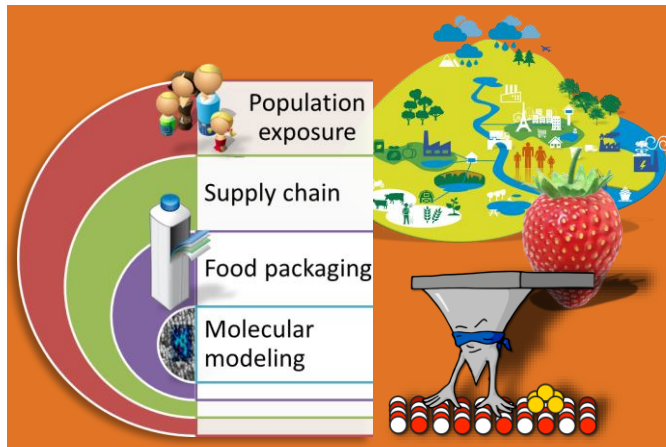 Population
exposure
Supply chain
Food packaging
Molecular
modeling